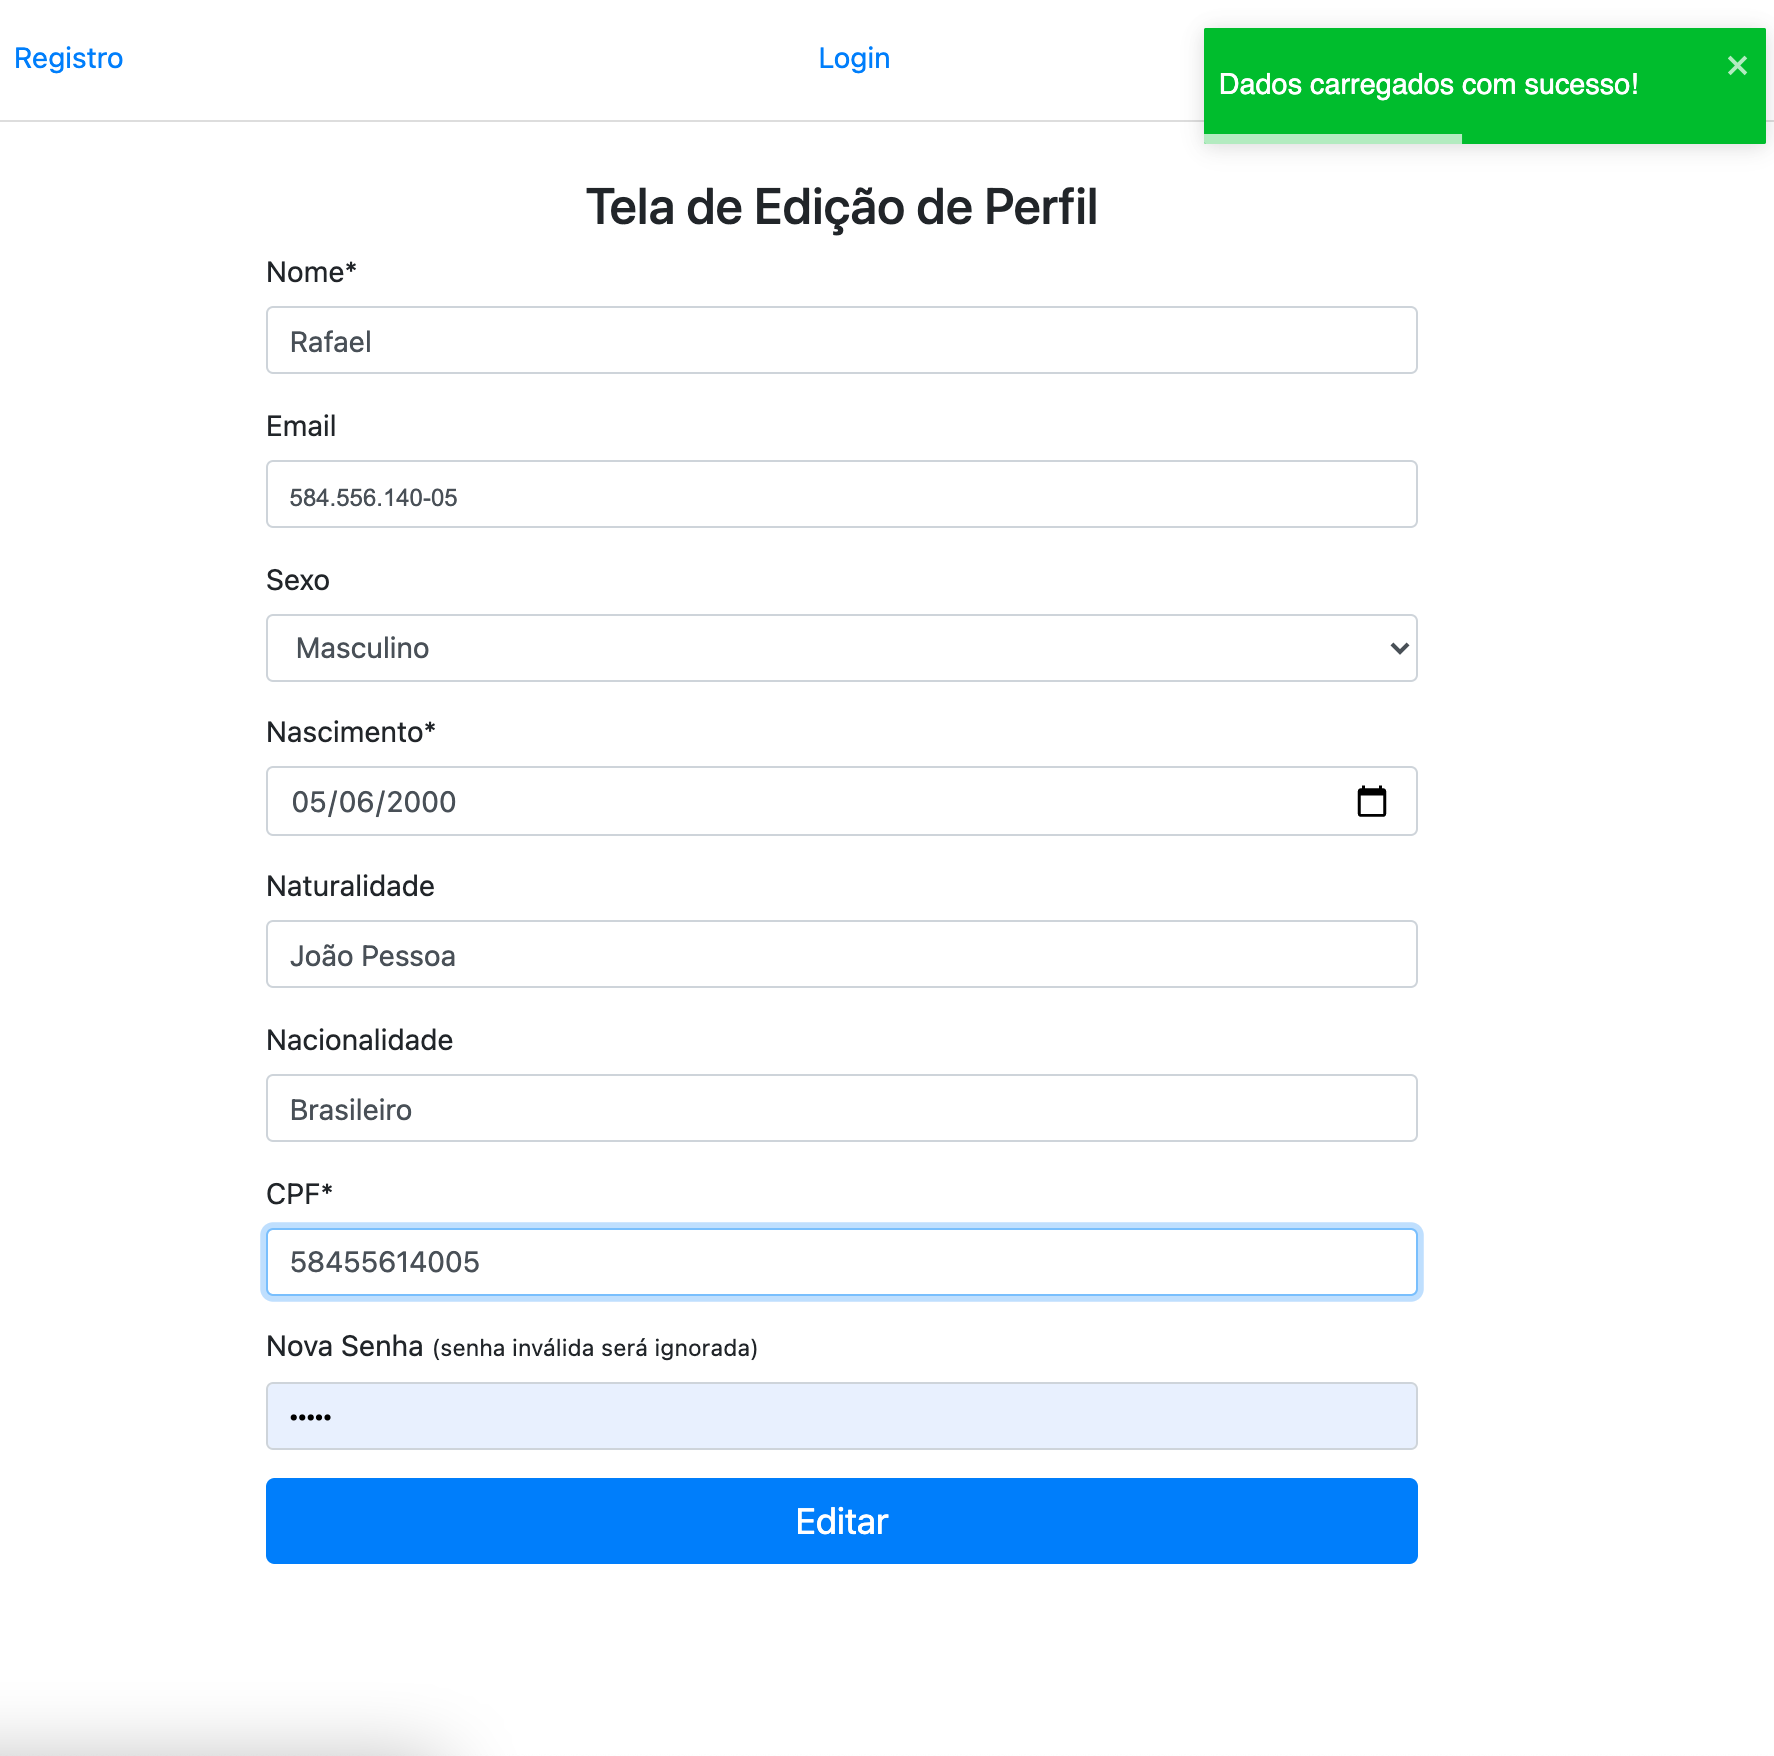 Registro
Login
Dados carregados com sucesso!
Tela de Edição de Perfil
Nome*
Rafael
Email
584.556.140-05
Sexo
Masculino
Nascimento*
05/06/2000
Naturalidade
João Pessoa
Nacionalidade
Brasileiro
CPF*
58455614005
Nova Senha (senha inválida será ignorada)
•••••
Editar